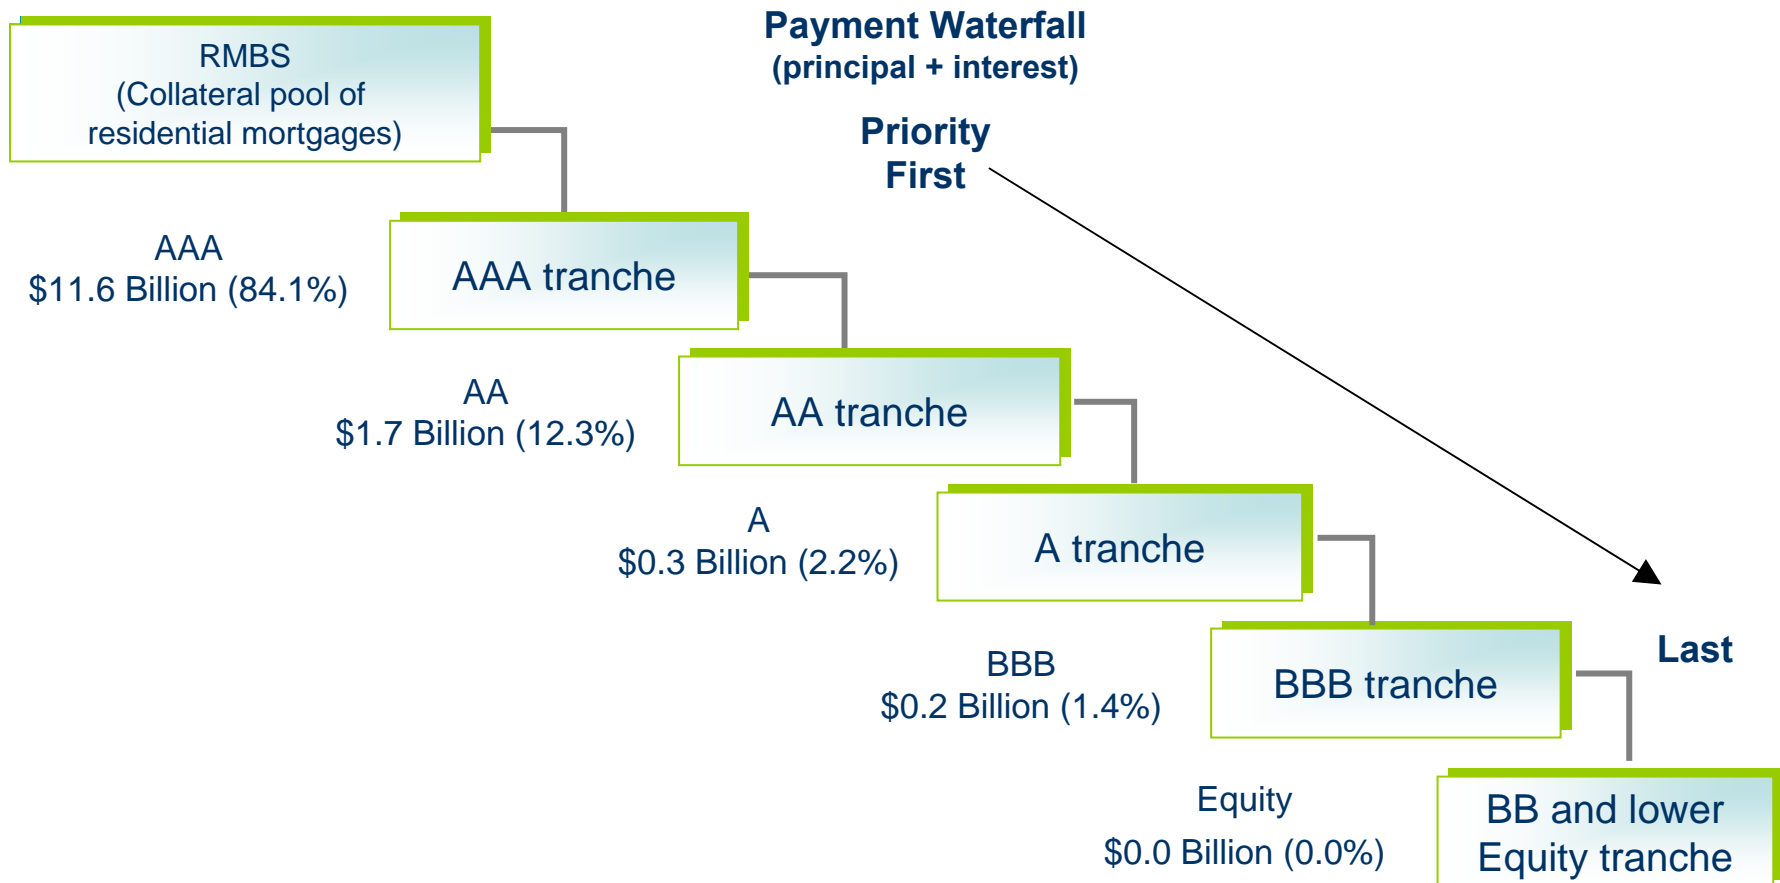 RMBS
(Collateral pool of
residential mortgages)
Payment Waterfall
(principal + interest)
Priority
First
AAA
$11.6 Billion (84.1%)
AAA tranche
AA
$1.7 Billion (12.3%)
AA tranche
A
$0.3 Billion (2.2%)
A tranche
BBB
$0.2 Billion (1.4%)
BBB tranche
Last
Equity
$0.0 Billion (0.0%)
BB and lower
Equity tranche